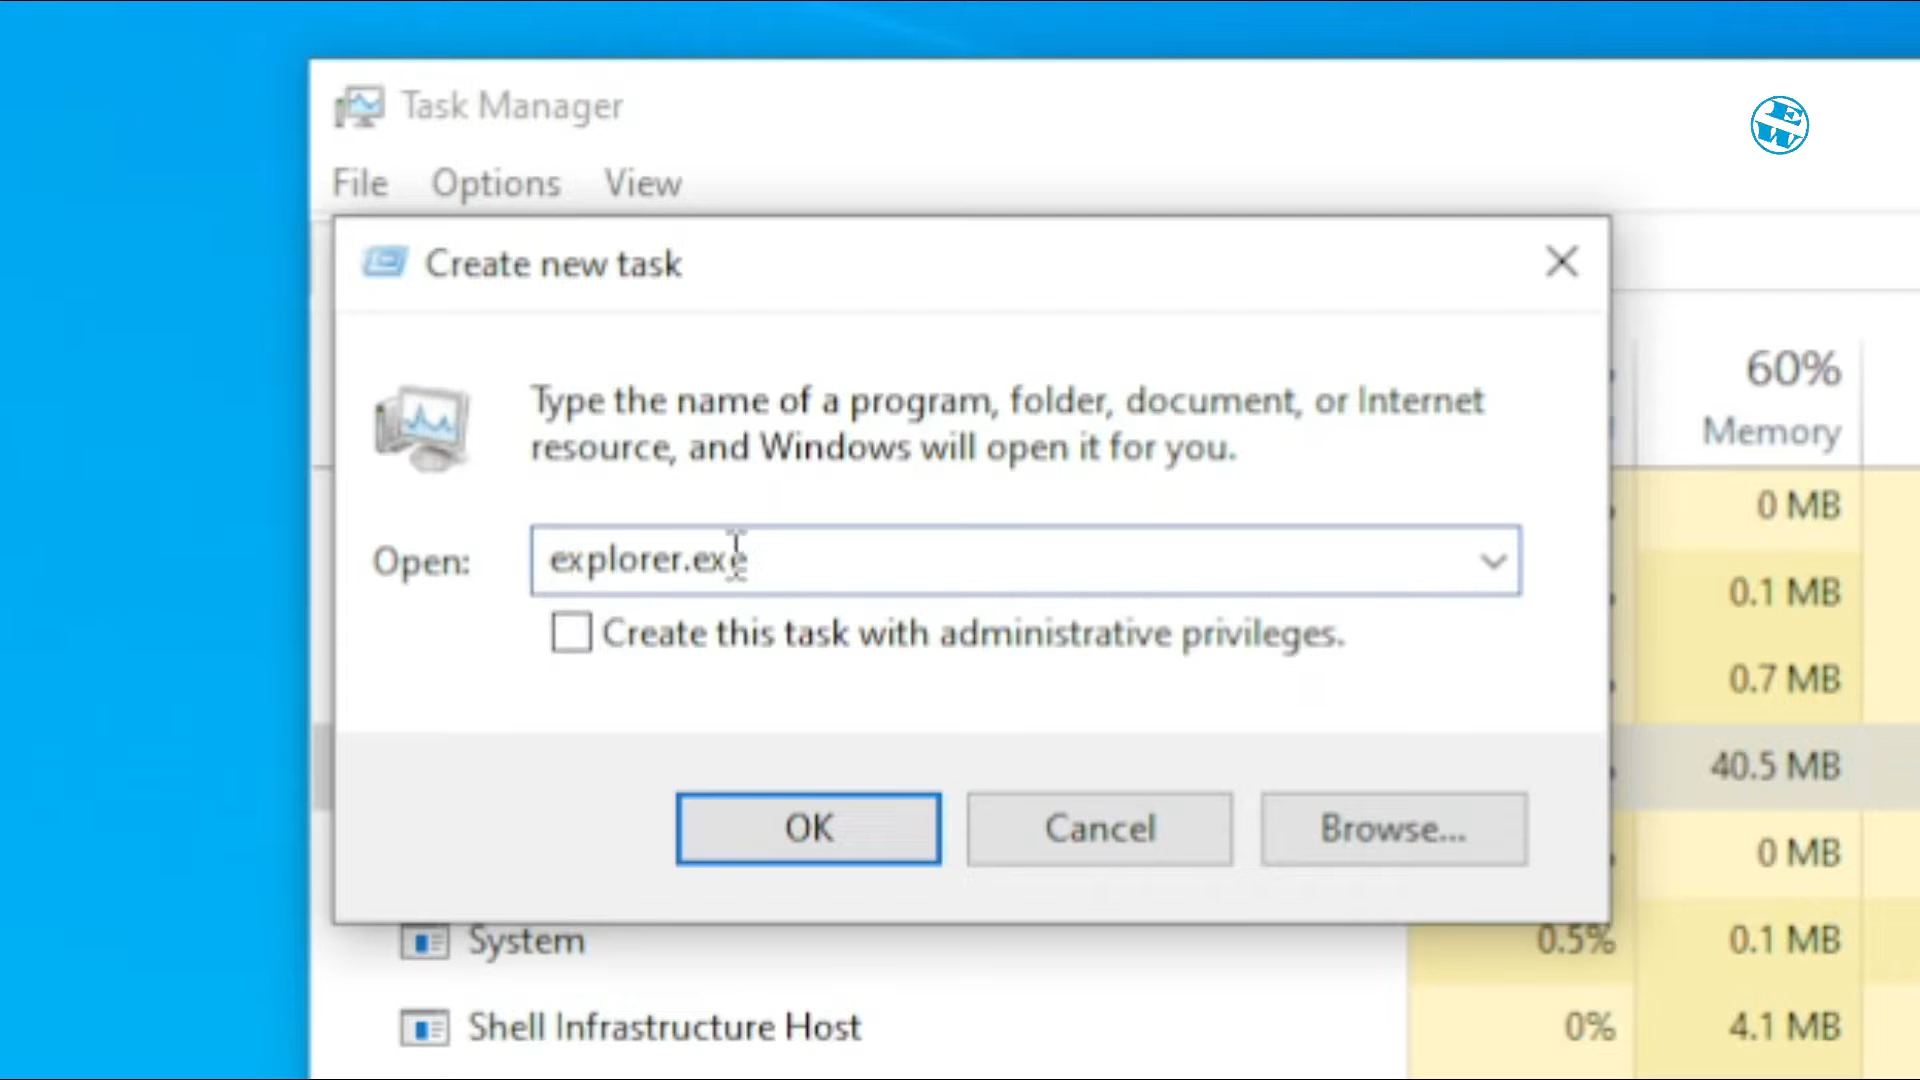 Task Manager
EW
File Options View
Create new task
Type the name of a program, folder, document, or Internet
resource, and Windows will open it for you.
Open: explorer.exe
Create this task with administrative privileges.
OK Cancel Browse...
60%
Memory
0 MB
0.1 MB
0.7 MB
40.5 MB
0 MB
System 0.5% 0.1 MB
Shell Infrastructure Host 0% 4.1 MB